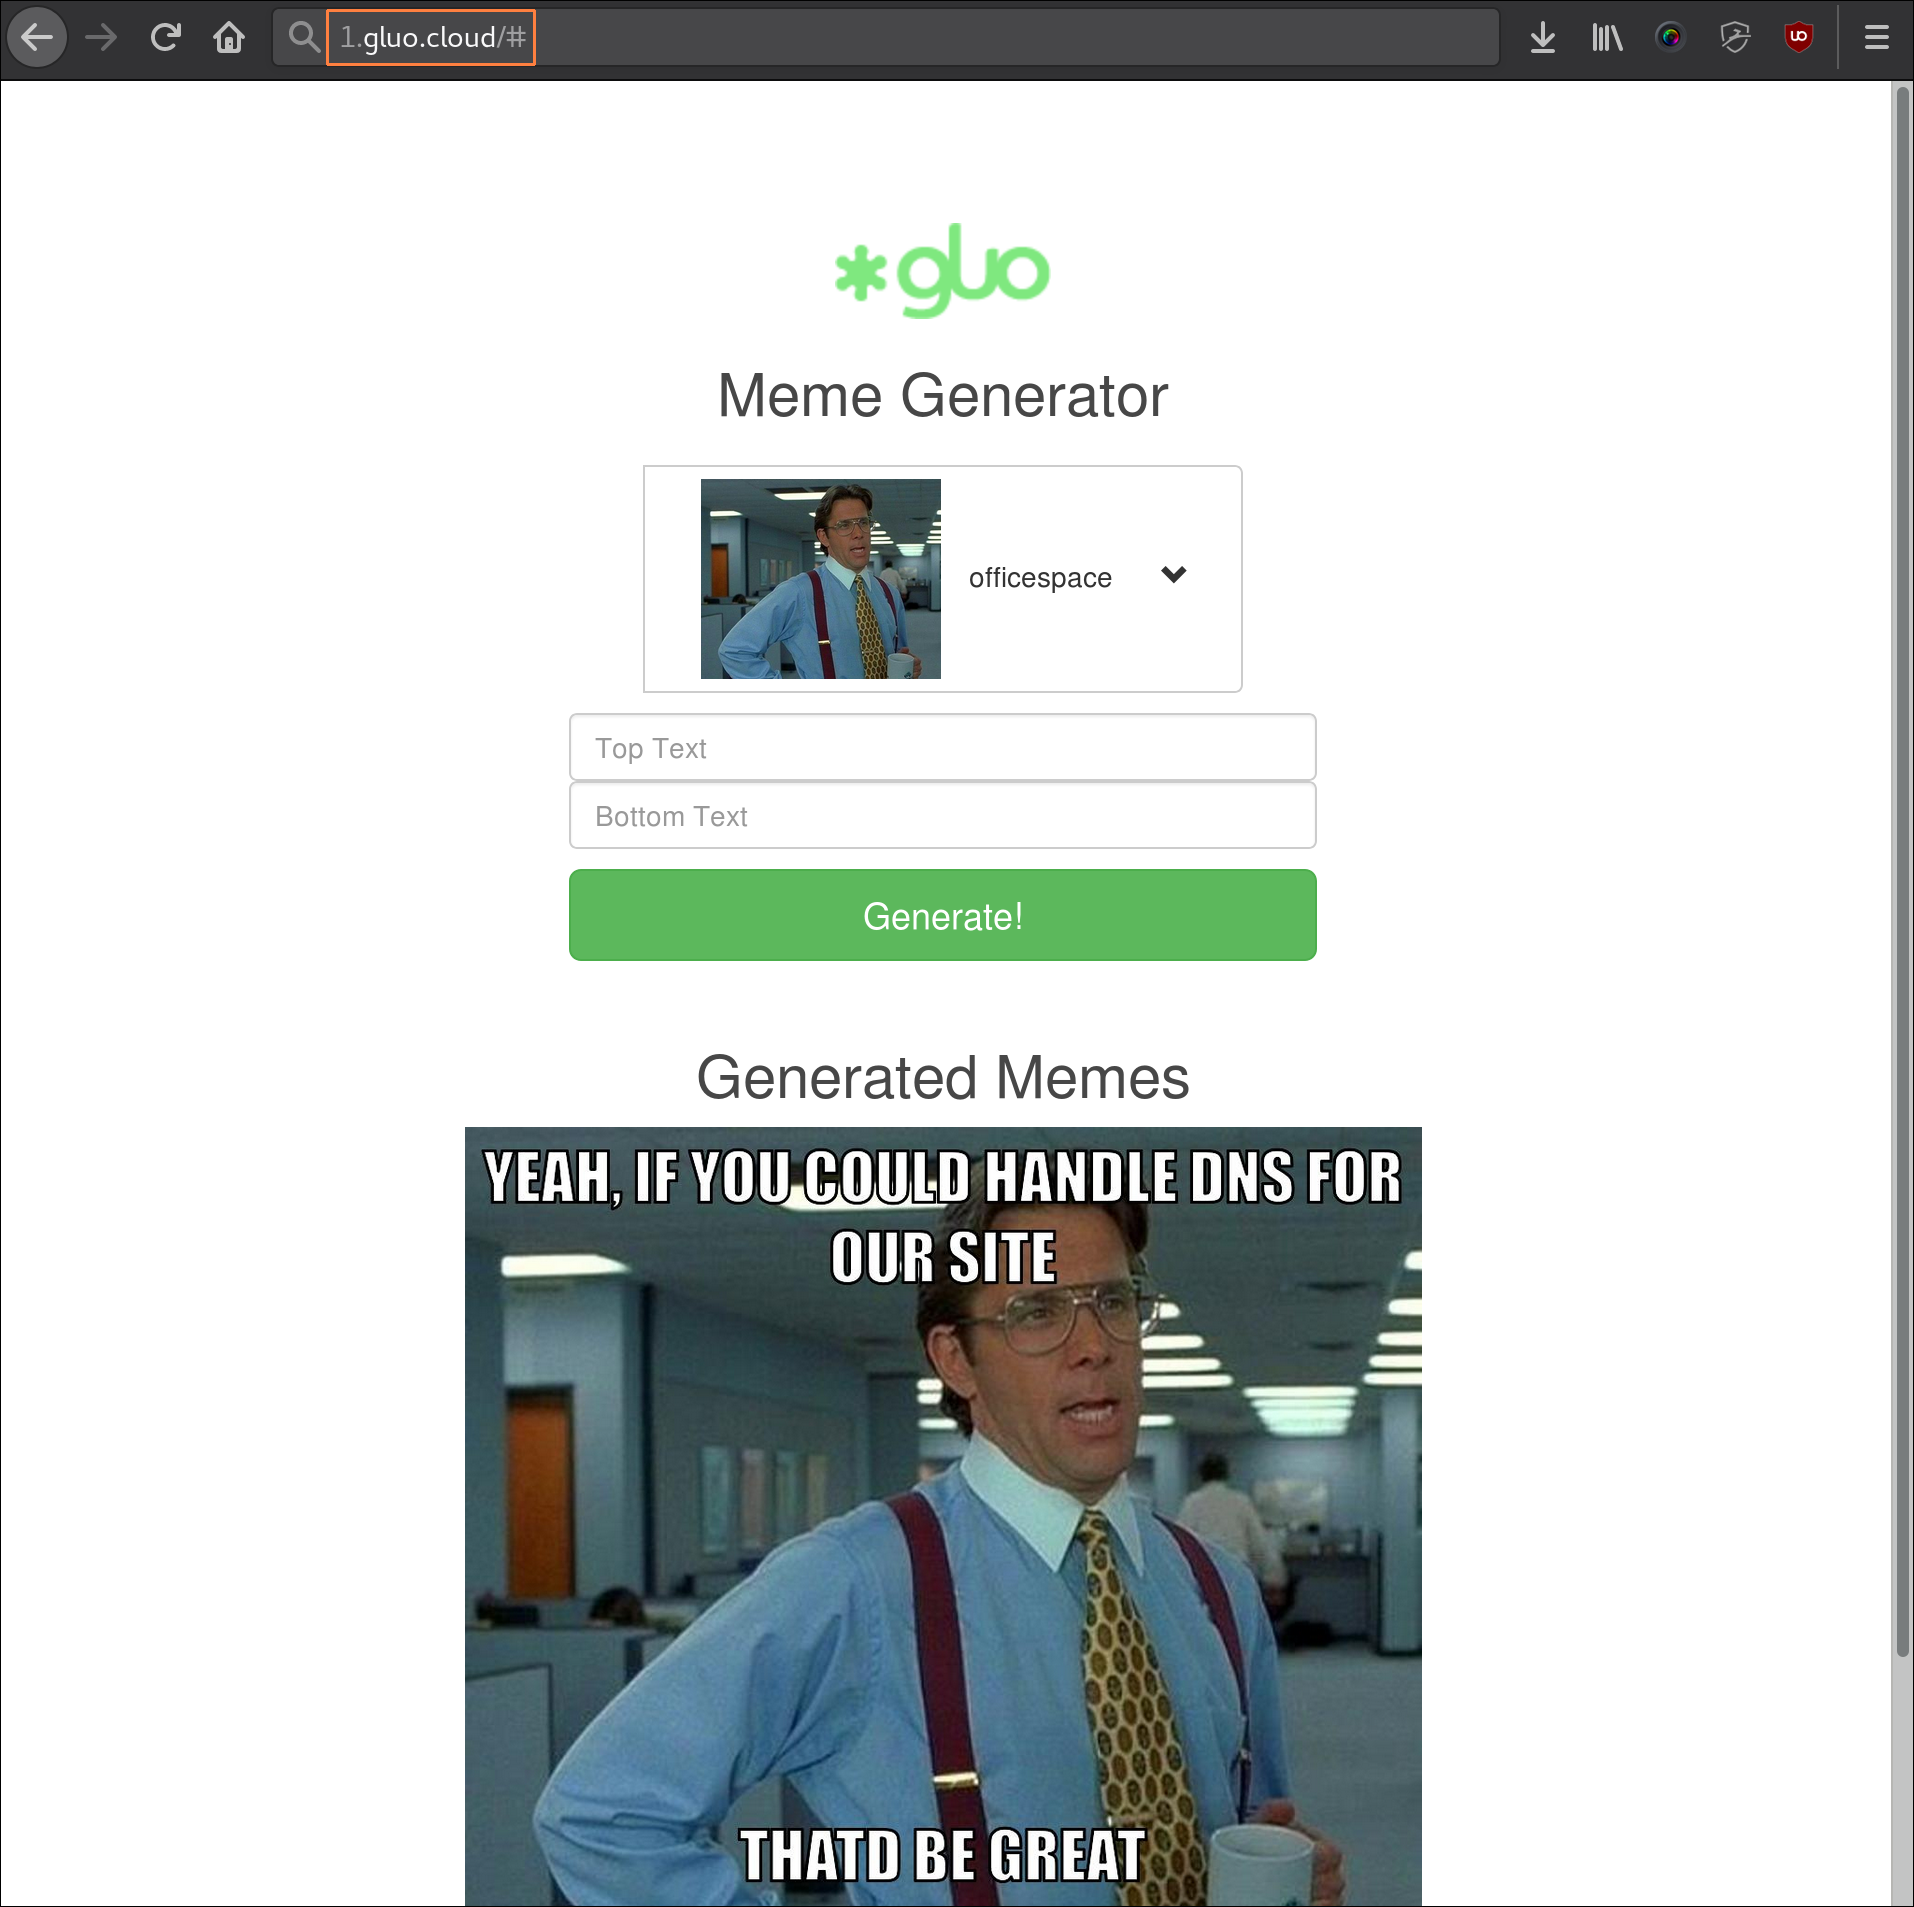 1.gluo.cloud/#
*gluo
Meme Generator
officespace
Top Text
Bottom Text
Generate!
Generated Memes
YEAH, IF YOU COULD HANDLE DNS FOR
OUR SITE
THATD BE GREAT